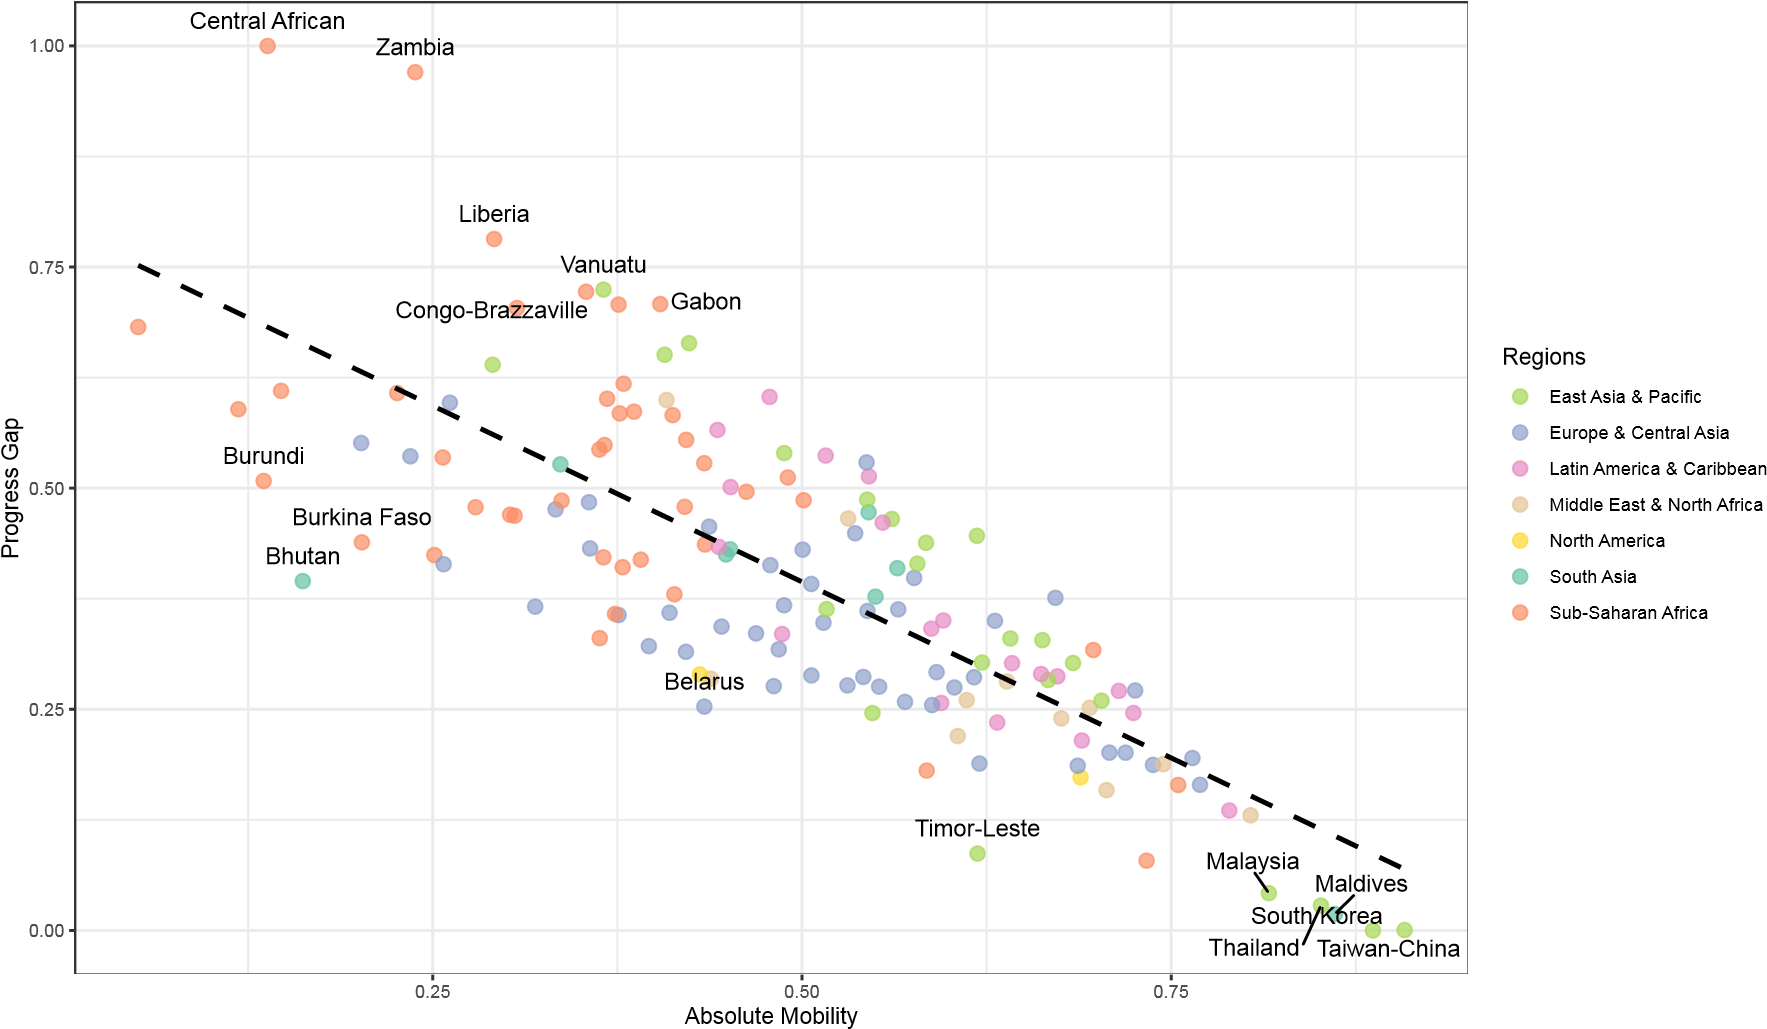 Central African
Zambia
1.00
Liberia
Vanuatu
0.75
Gabon
Congo-Brazzaville
Regions
East Asia & Pacific
Europe & Central Asia
Latin America & Caribbean
Middle East & North Africa
North America
South Asia
Sub-Saharan Africa
Burundi
0.50
Progress Gap
Burkina Faso
Bhutan
Belarus
0.25
Timor-Leste
Malaysia
Maldives
South Korea
0.00
Thailand
Taiwan-China
0.25
0.50
0.75
Absolute Mobility